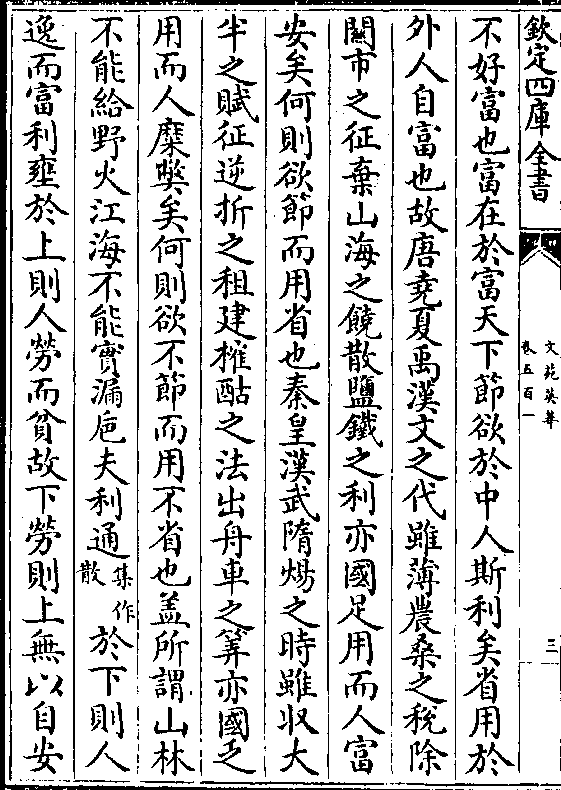 欽定四庫全書
文苑英華
卷五百一
三
不好富也富在於富天下節欲於中人斯利矣省用於
外人自富也故唐堯夏禹漢文之代雖薄農桑之稅除
關市之征棄山海之饒散鹽鐵之利亦國足用而人富
安矣何則欲節而用省也秦皇漢武隋煬之時雖収大
半之賦征逆折之租建榷酤之法出舟車之筭亦國乏
用而人糜弊矣何則欲不節而用不省也盖所謂山林
不能給野火江海不能實漏巵夫利通集作散於下則人
逸而富利壅於上則人勞而貧故下勞則上無以自安